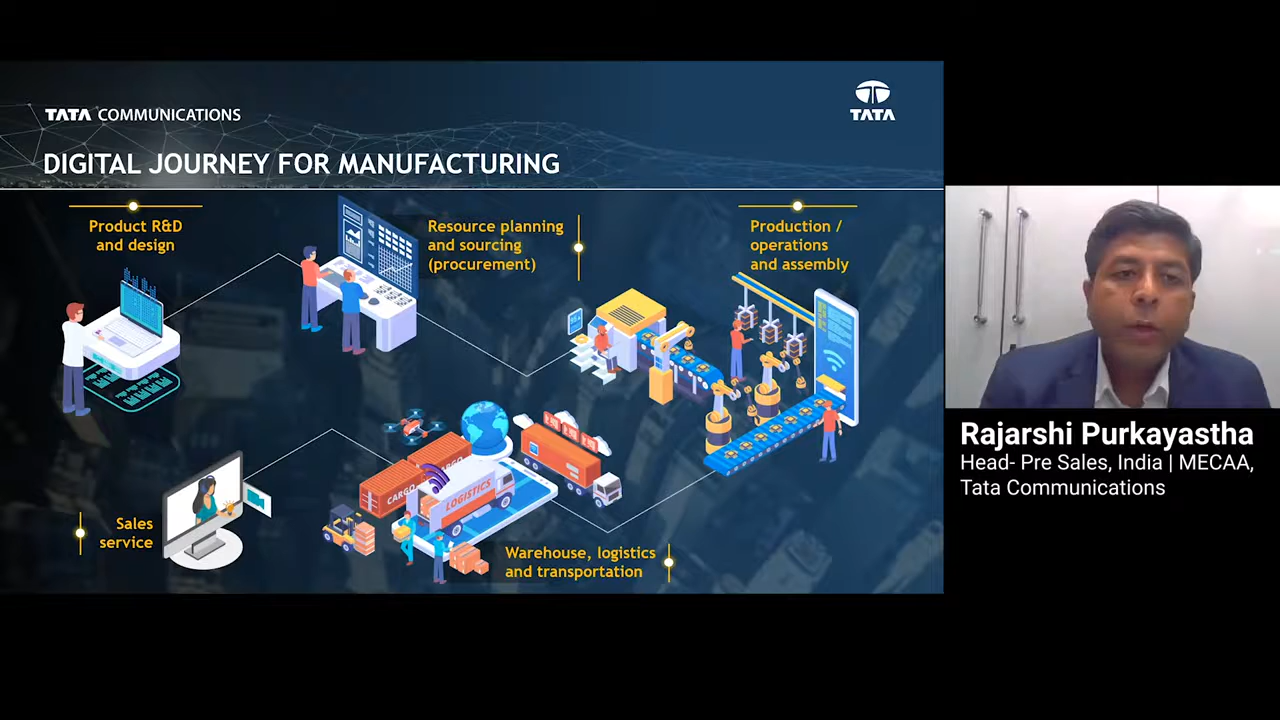 TATA COMMUNICATIONS
TATA
DIGITAL JOURNEY FOR MANUFACTURING
Product R&D
and design
Resource planning
and sourcing
(procurement)
Production /
operations
and assembly
CARGO
CARGO
LOGISTICS
Sales
service
Warehouse, logistics
and transportation
Rajarshi Purkayastha
Head- Pre Sales, India | MECAA,
Tata Communications